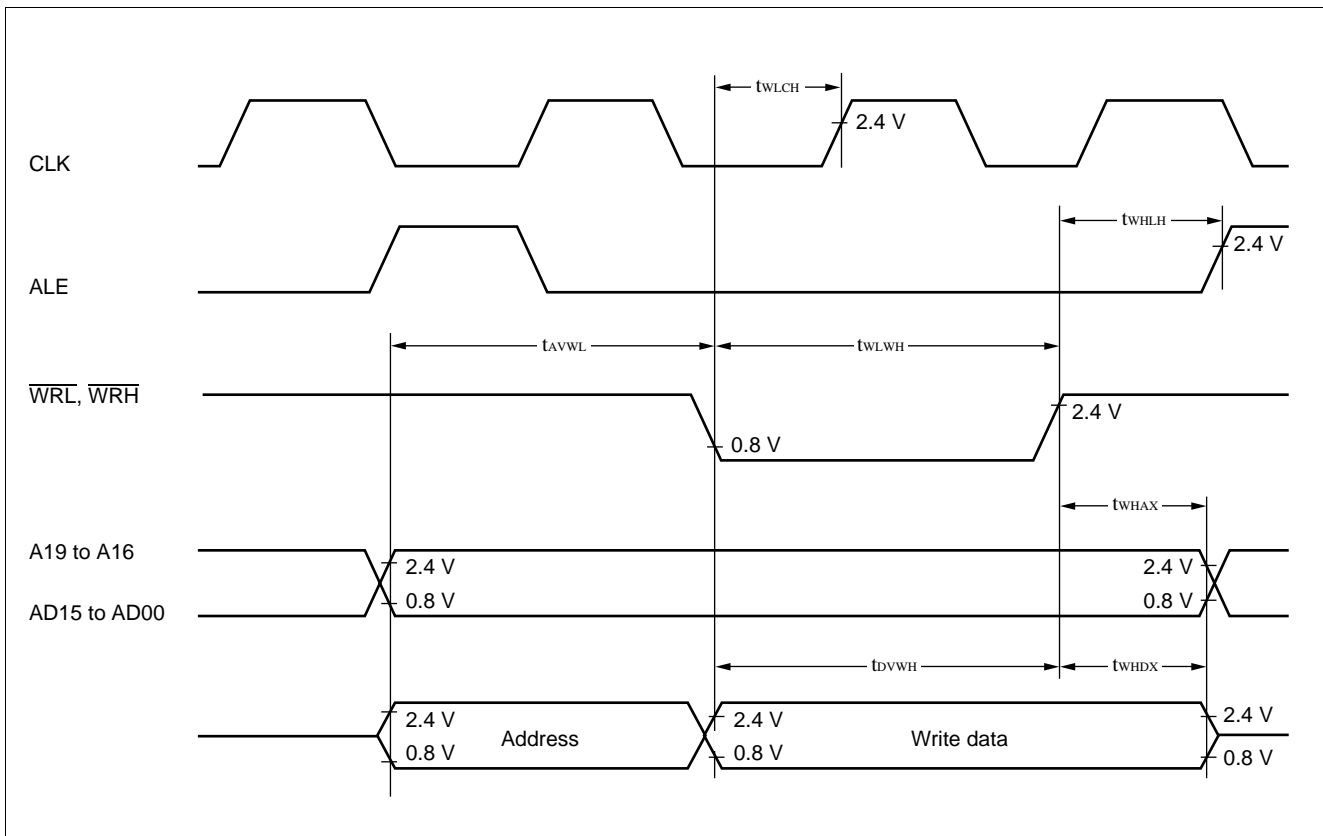 tWLCH
2.4 V
CLK
tWHLH
2.4 V
ALE
tAVWL
tWLWH
WRL, WRH
2.4 V
0.8 V
tWHAX
A19 to A16
2.4 V
2.4 V
0.8 V
0.8 V
AD15 to AD00
tDVWH
tWHDX
2.4 V
2.4 V
2.4 V
Address
Write data
0.8 V
0.8 V
0.8 V